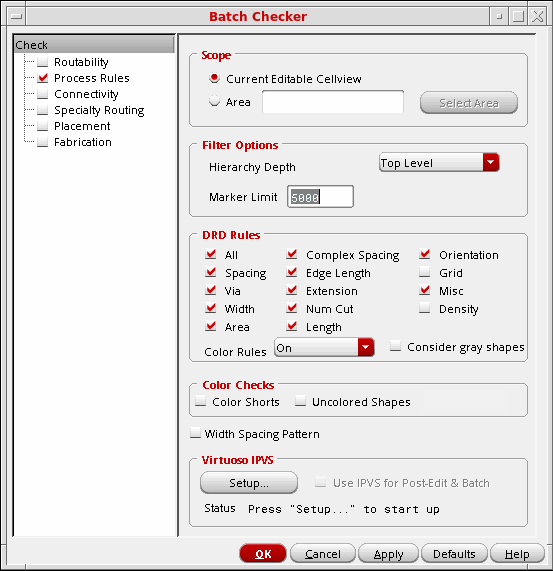 Batch Checker
Check
Routability
Process Rules
Connectivity
Specialty Routing
Placement
Fabrication
Scope
Current Editable Cellview
Area
Select Area
Filter Options
Hierarchy Depth Top Level
Marker Limit 5000
DRD Rules
All Complex Spacing Orientation
Spacing Edge Length Grid
Via Extension Misc
Width Num Cut Density
Area Length
Color Rules On Consider gray shapes
Color Checks
Color Shorts Uncolored Shapes
Width Spacing Pattern
Virtuoso IPVS
Setup... Use IPVS for Post-Edit & Batch
Status Press "Setup..." to start up
OK Cancel Apply Defaults Help